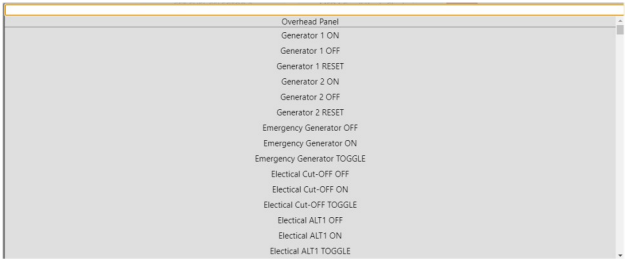 Overhead Panel
Generator 1 ON
Generator 1 OFF
Generator 1 RESET
Generator 2 ON
Generator 2 OFF
Generator 2 RESET
Emergency Generator OFF
Emergency Generator ON
Emergency Generator TOGGLE
Electical Cut-OFF OFF
Electical Cut-OFF ON
Electical Cut-OFF TOGGLE
Electical ALT1 OFF
Electical ALT1 ON
Electical ALT1 TOGGLE